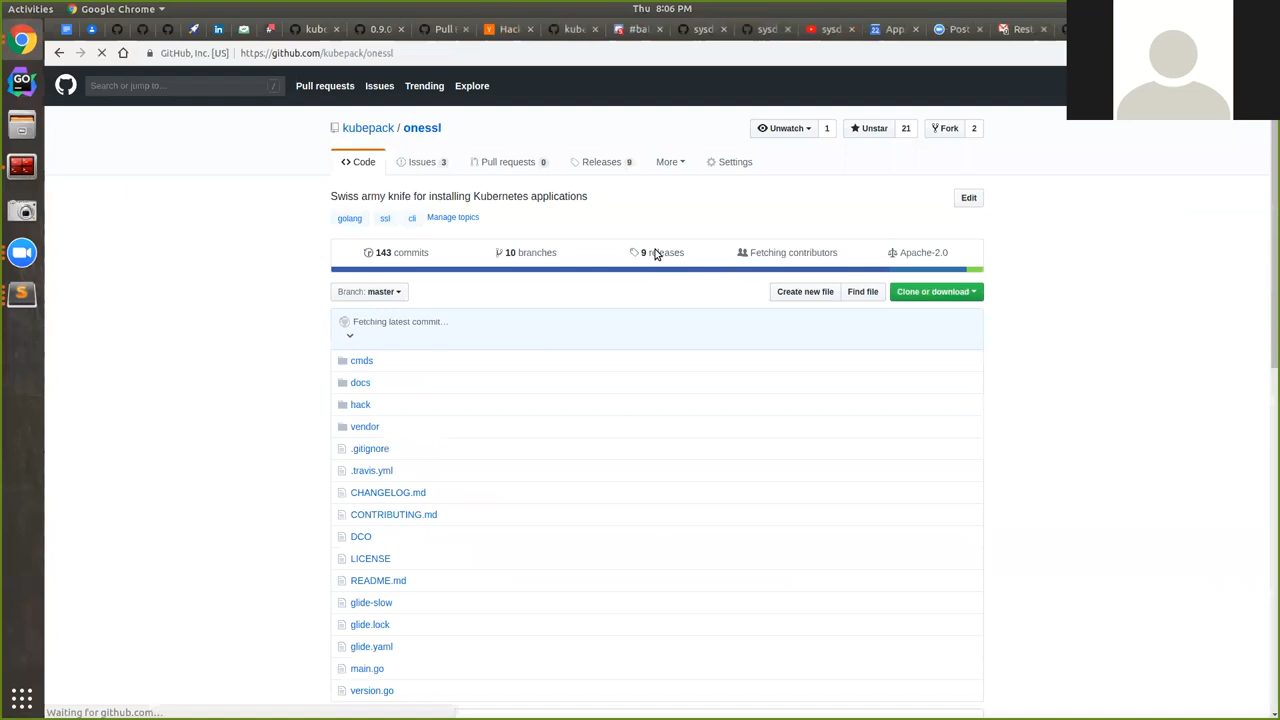 Activities Google Chrome Thu 8:06 PM
kube 0.9.0 Pull Hac kube #bal sysd sysd sysd App Post Rest
GitHub, Inc. [US] https://github.com/kubepack/onessl
Search or jump to... / Pull requests Issues Trending Explore
kubepack / onessl Unwatch 1 Unstar 21 Fork 2
Code Issues 3 Pull requests 0 Releases 9 More Settings
Swiss army knife for installing Kubernetes applications Edit
golang ssl cli Manage topics
143 commits 10 branches 9 releases Fetching contributors Apache-2.0
Branch: master Create new file Find file Clone or download
Fetching latest commit…
cmds
docs
hack
vendor
.gitignore
.travis.yml
CHANGELOG.md
CONTRIBUTING.md
DCO
LICENSE
README.md
glide-slow
glide.lock
glide.yaml
main.go
version.go
Waiting for github.com...